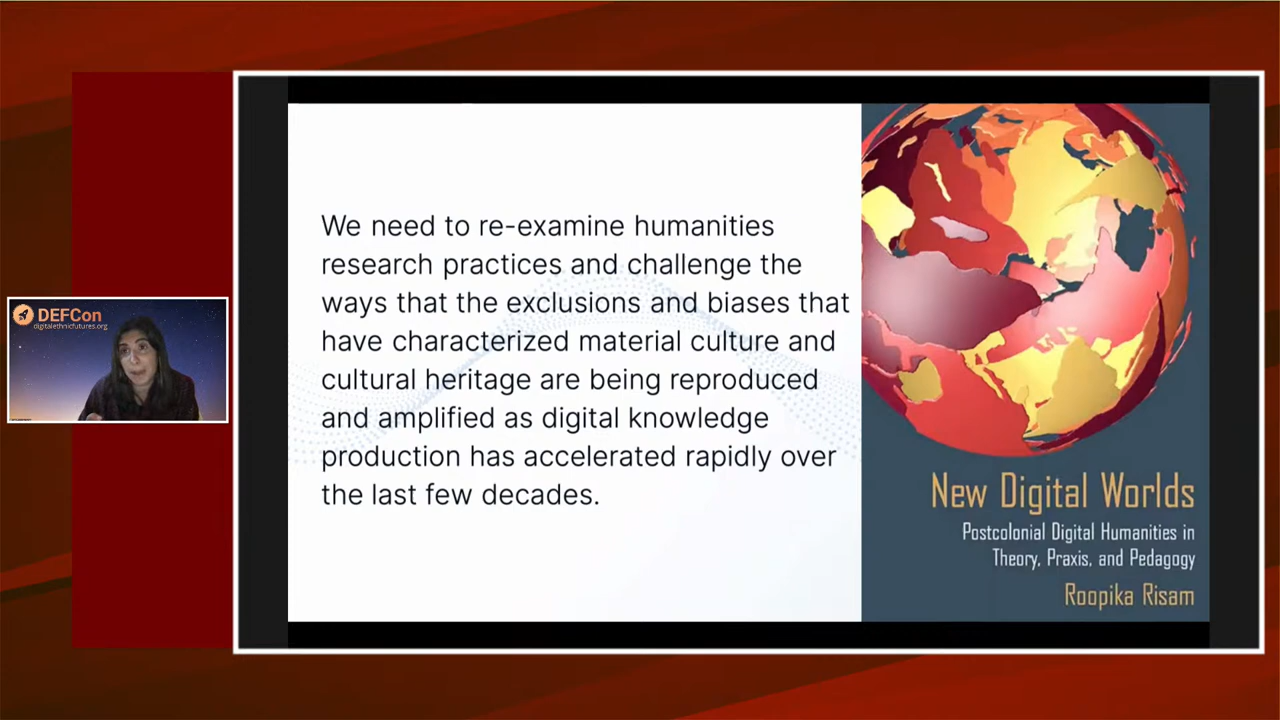 DEFCon
digitalethnicfutures.org
We need to re-examine humanities
research practices and challenge the
ways that the exclusions and biases that
have characterized material culture and
cultural heritage are being reproduced
and amplified as digital knowledge
production has accelerated rapidly over
the last few decades.
New Digital Worlds
Postcolonial Digital Humanities in
Theory, Praxis, and Pedagogy
Roopika Risam